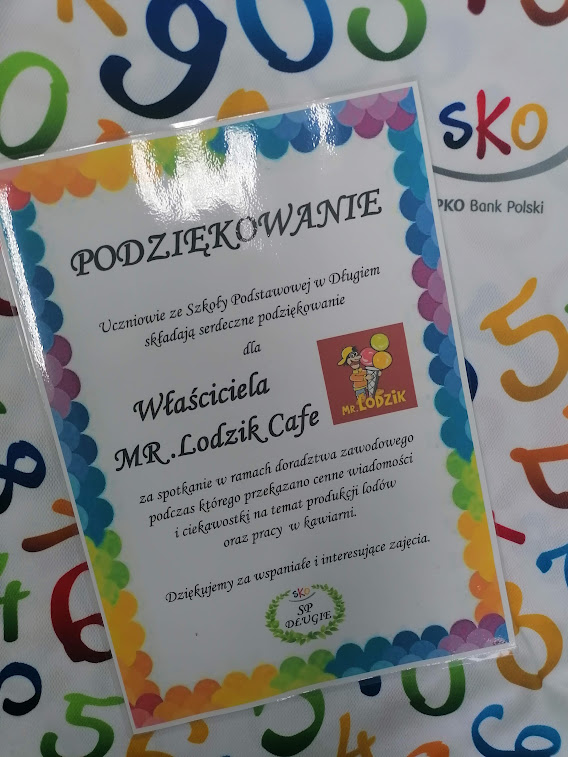 90
SKO
PKO Bank Polski
PODZIĘKOWANIE
Uczniowie ze Szkoły Podstawowej w Długiem
składają serdeczne podziękowanie
dla
Właściciela
MR.Lodzik Cafe
MR.ŁODZIK
za spotkanie w ramach doradztwa zawodowego
podczas którego przekazano cenne wiadomości
i ciekawostki na temat produkcji lodów
oraz pracy w kawiarni.
Dziękujemy za wspaniałe i interesujące zajęcia.
SKO
SP
DŁUGIE